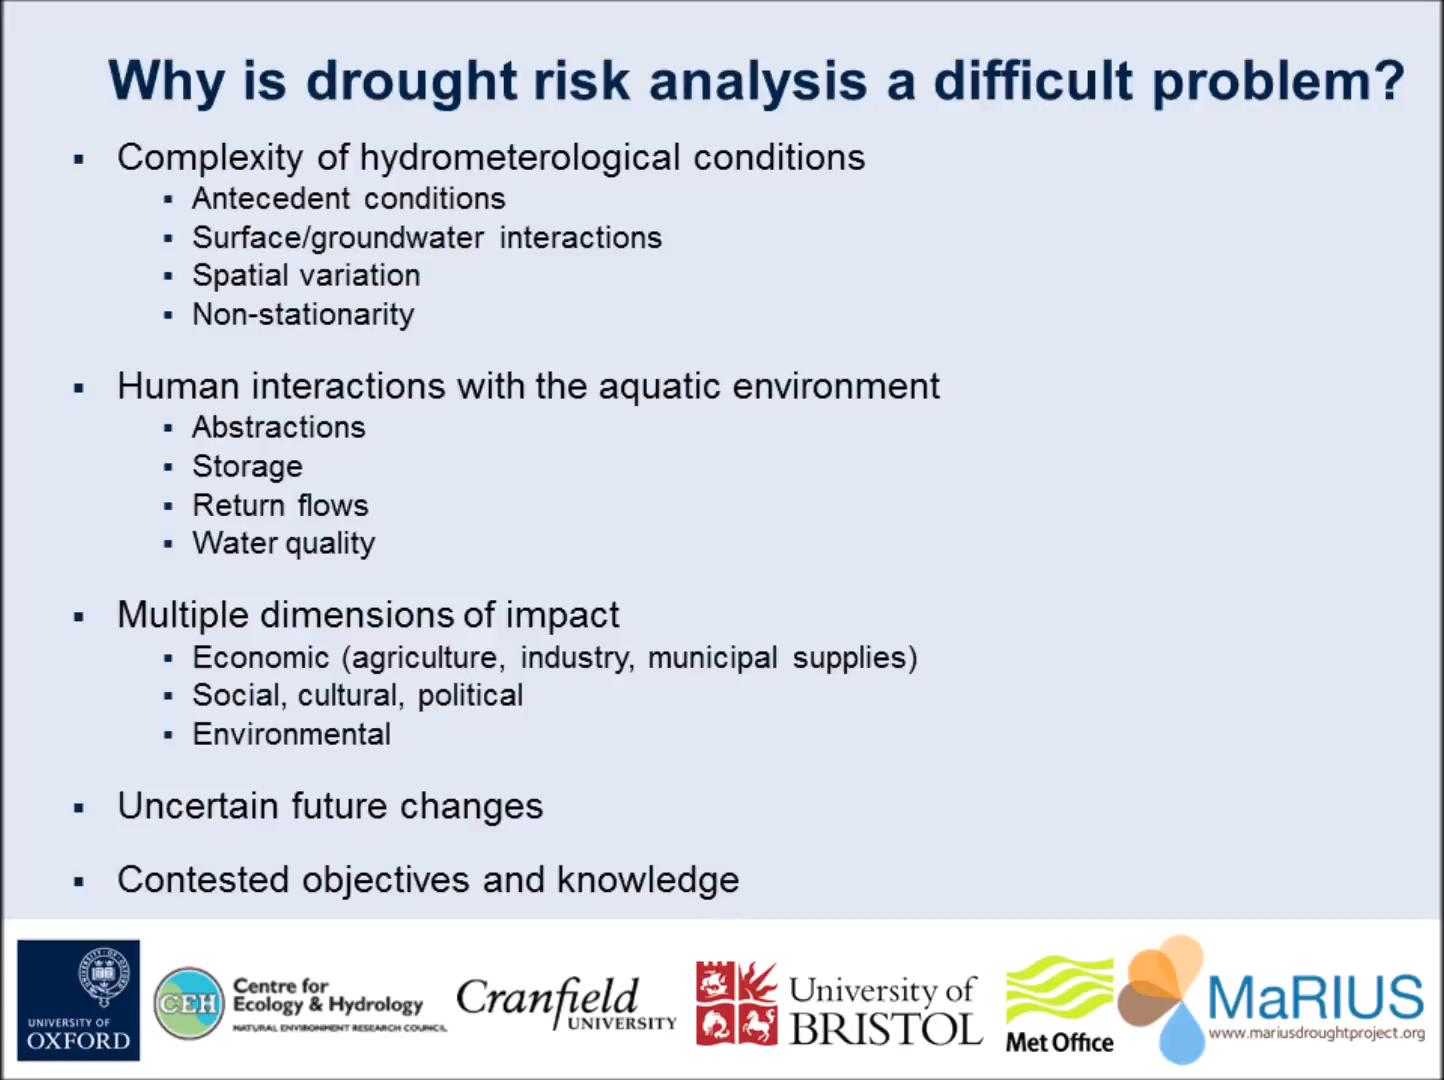 Why is drought risk analysis a difficult problem?
▪ Complexity of hydrometerological conditions
▪ Antecedent conditions
▪ Surface/groundwater interactions
▪ Spatial variation
▪ Non-stationarity
▪ Human interactions with the aquatic environment
▪ Abstractions
▪ Storage
▪ Return flows
▪ Water quality
▪ Multiple dimensions of impact
▪ Economic (agriculture, industry, municipal supplies)
▪ Social, cultural, political
▪ Environmental
▪ Uncertain future changes
▪ Contested objectives and knowledge
UNIVERSITY OF
OXFORD
CEH
Centre for
Ecology & Hydrology
NATURAL ENVIRONMENT RESEARCH COUNCIL
Cranfield
UNIVERSITY
University of
BRISTOL
Met Office
MaRIUS
www.mariusdroughtproject.org